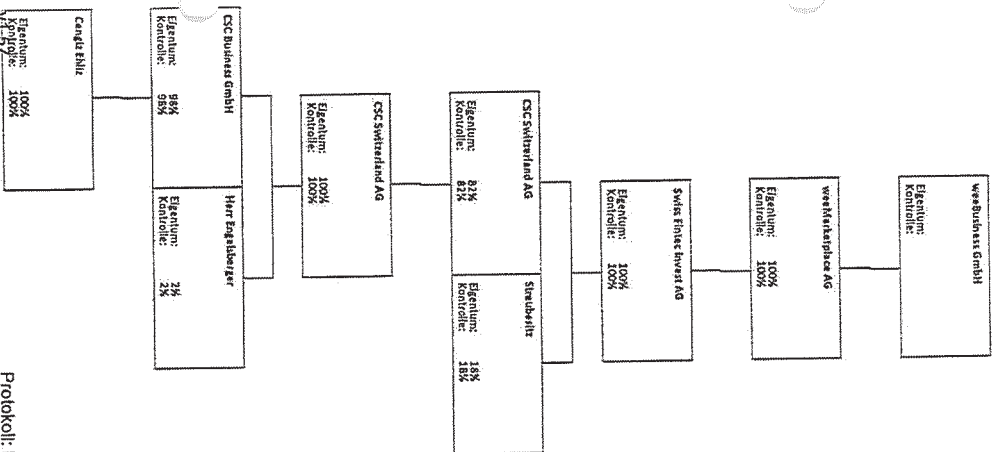 weeBusiness GmbH
Eigentum:
Kontrolle:
weeMarketplace AG
Eigentum: 100%
Kontrolle: 100%
Swiss Fintec Invest AG
Eigentum: 100%
Kontrolle: 100%
CSC Switzerland AG
Eigentum: 82%
Kontrolle: 82%
Streubesitz
Eigentum: 18%
Kontrolle: 18%
CSC Switzerland AG
Eigentum: 100%
Kontrolle: 100%
CSC Business GmbH
Eigentum: 98%
Kontrolle: 98%
Herr Engelsberger
Eigentum: 2%
Kontrolle: 2%
Cengiz Ehliz
Eigentum: 100%
Kontrolle: 100%
Protokoll: